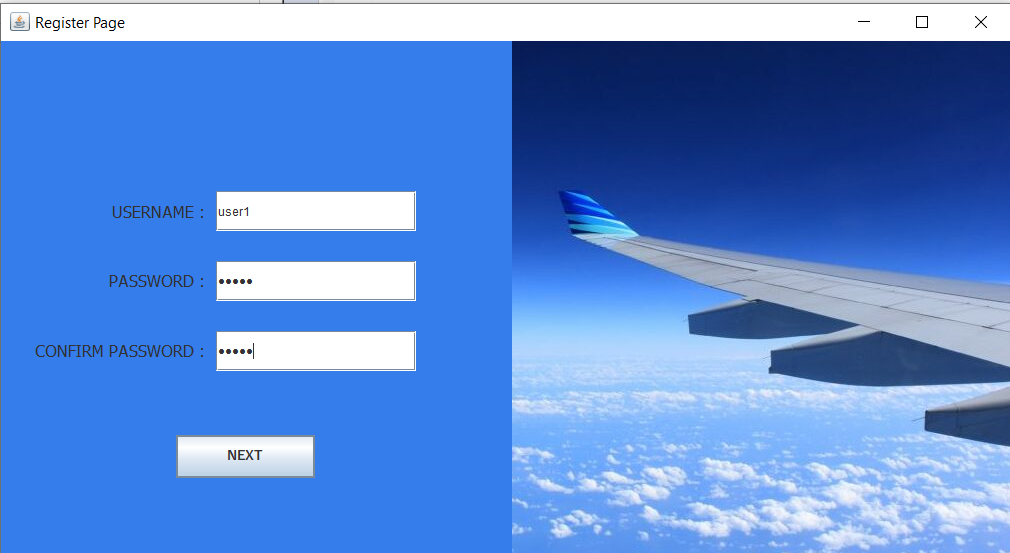 Register Page
USERNAME : user1
PASSWORD : •••••
CONFIRM PASSWORD : •••••
NEXT